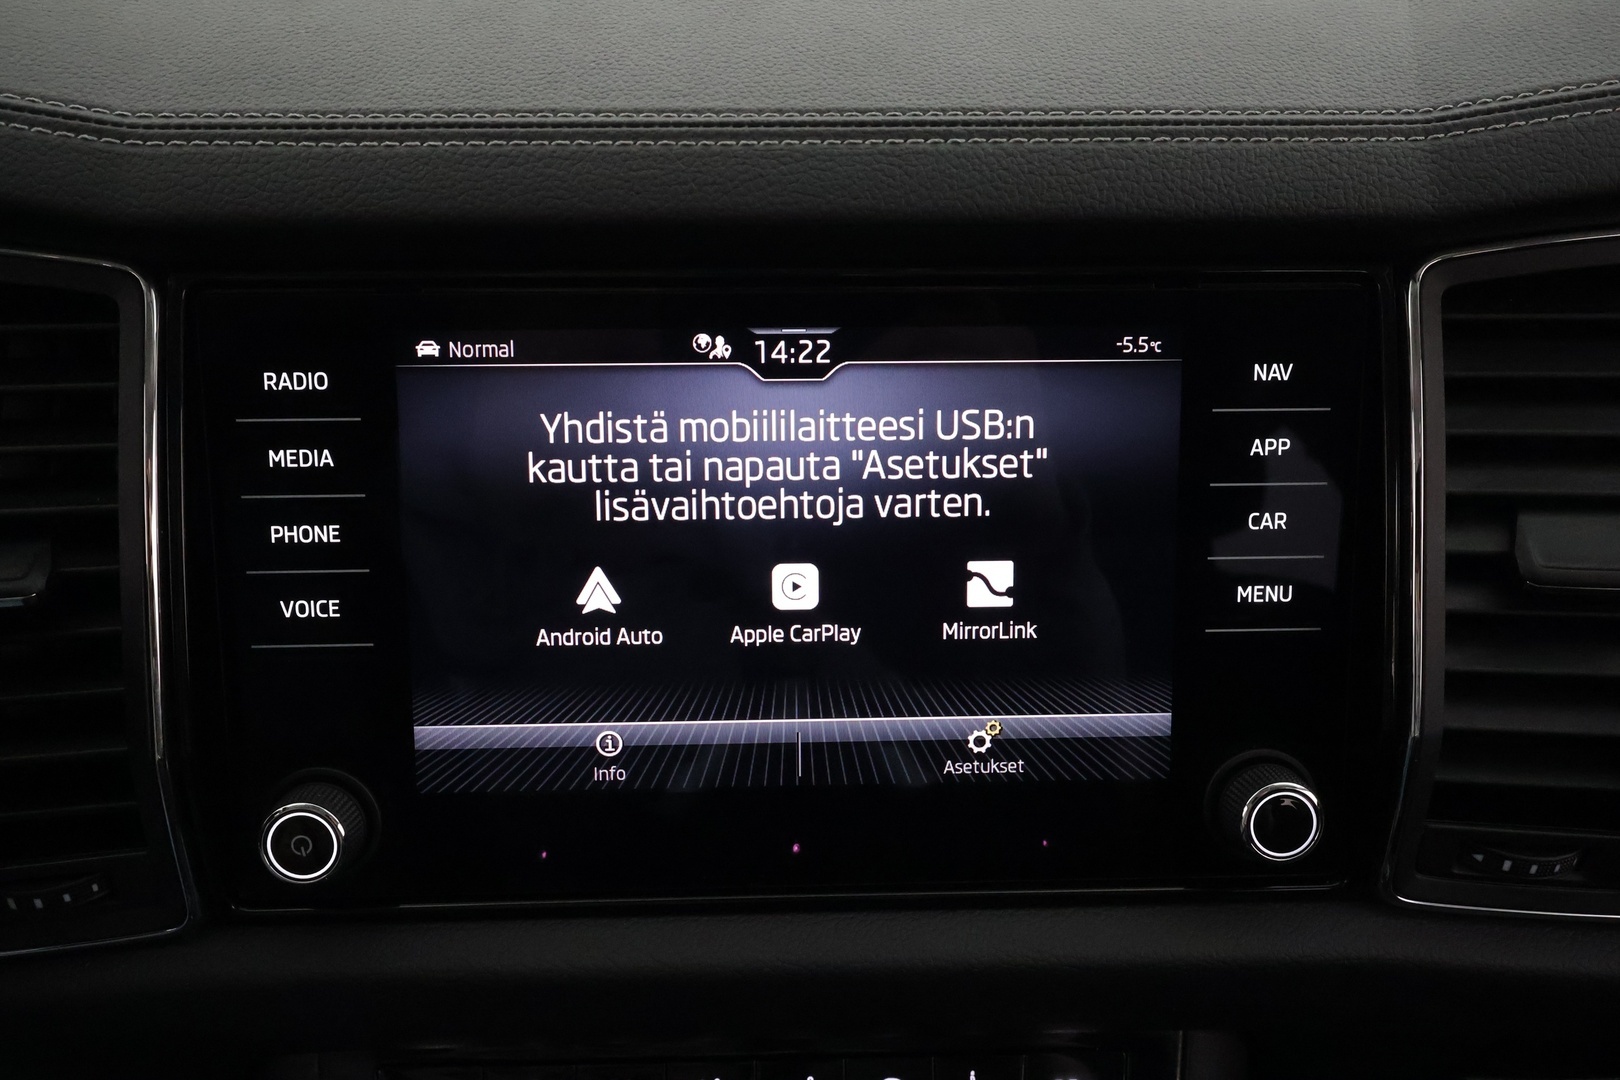 Normal
14:22
-5.5°C
RADIO
MEDIA
PHONE
VOICE
Yhdistä mobiililaitteesi USB:n
kautta tai napauta "Asetukset"
lisävaihtoehtoja varten.
Android Auto
Apple CarPlay
MirrorLink
Info
Asetukset
NAV
APP
CAR
MENU